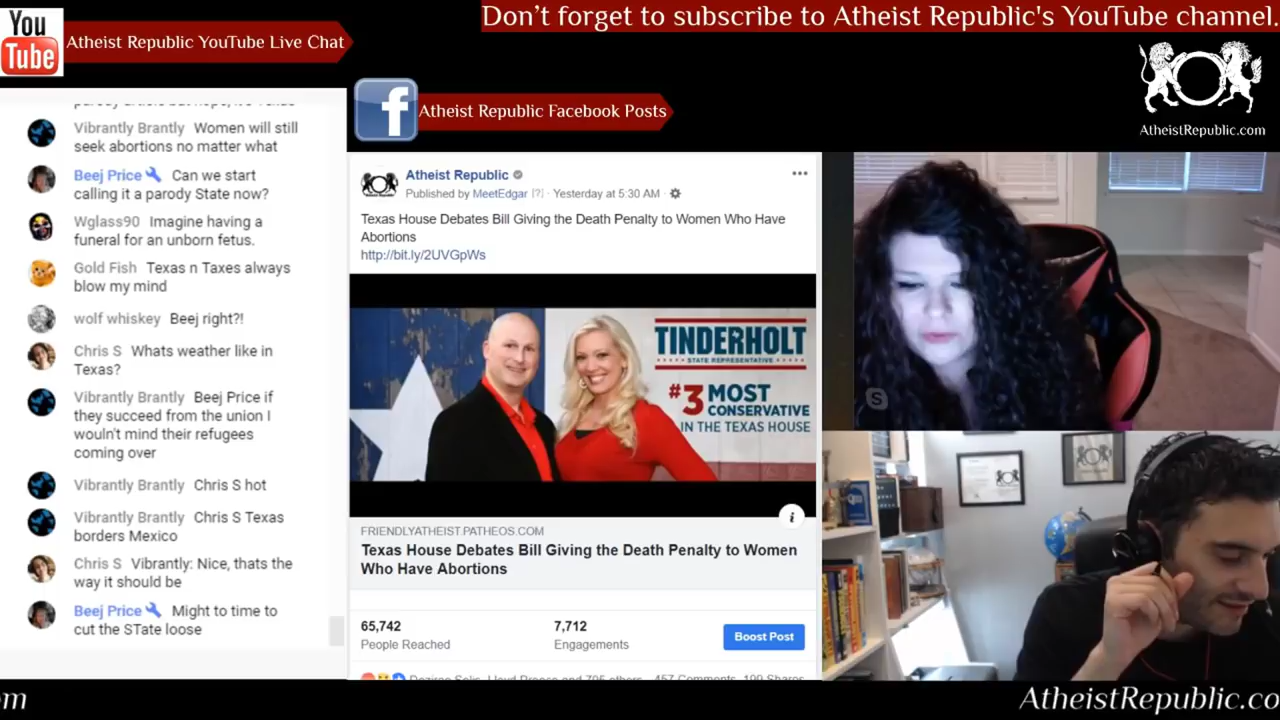 Don't forget to subscribe to Atheist Republic's YouTube channel.
You
Tube
Atheist Republic YouTube Live Chat
Atheist Republic Facebook Posts
AtheistRepublic.com
Vibrantly Brantly Women will still
seek abortions no matter what
Beej Price Can we start
calling it a parody State now?
Wglass90 Imagine having a
funeral for an unborn fetus.
Gold Fish Texas n Taxes always
blow my mind
wolf whiskey Beej right?!
Chris S Whats weather like in
Texas?
Vibrantly Brantly Beej Price if
they succeed from the union I
wouln't mind their refugees
coming over
Vibrantly Brantly Chris S hot
Vibrantly Brantly Chris S Texas
borders Mexico
Chris S Vibrantly: Nice, thats the
way it should be
Beej Price Might to time to
cut the STate loose
Atheist Republic
Published by MeetEdgar [?] · Yesterday at 5:30 AM ·
Texas House Debates Bill Giving the Death Penalty to Women Who Have
Abortions
http://bit.ly/2UVGpWs
TINDERHOLT
STATE REPRESENTATIVE
#3 MOST
CONSERVATIVE
IN THE TEXAS HOUSE
FRIENDLYATHEIST.PATHEOS.COM
Texas House Debates Bill Giving the Death Penalty to Women
Who Have Abortions
65,742
People Reached
7,712
Engagements
Boost Post
om
AtheistRepublic.co